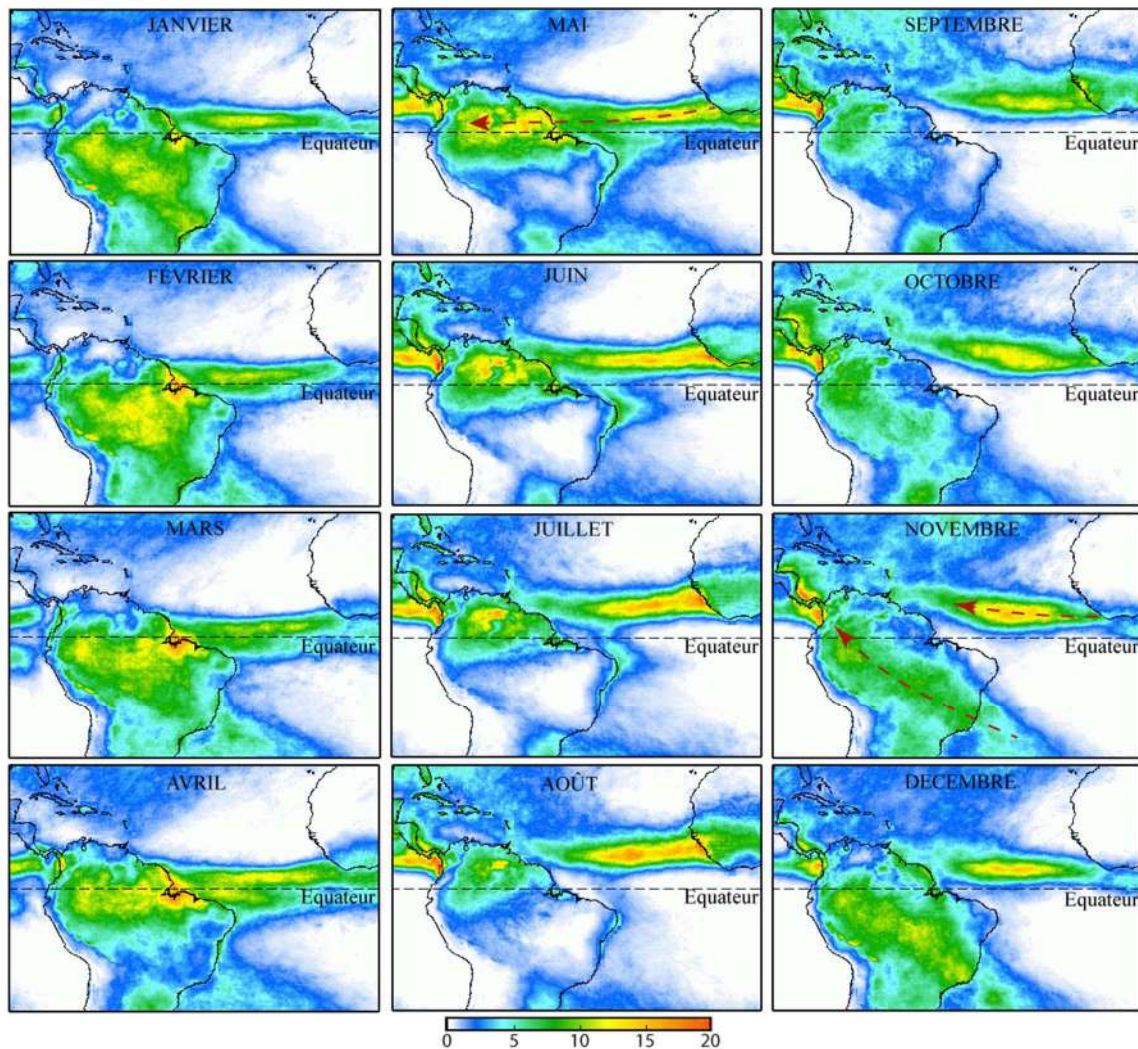 JANVIER
Equateur
MAI
Equateur
SEPTEMBRE
Equateur
FÉVRIER
Equateur
JUIN
Equateur
OCTOBRE
Equateur
MARS
Equateur
JUILLET
Equateur
NOVEMBRE
Equateur
AVRIL
Equateur
AOÛT
Equateur
DECEMBRE
Equateur
0 5 10 15 20